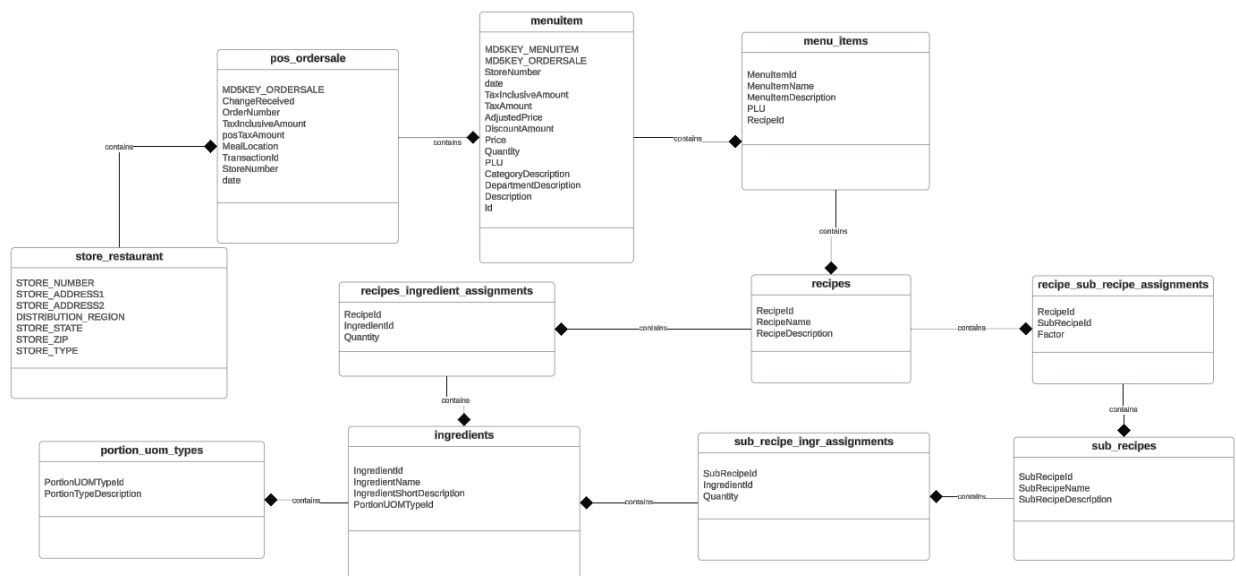 menuitem
MD5KEY_MENUITEM
MD5KEY_ORDERSALE
StoreNumber
date
TaxInclusiveAmount
TaxAmount
AdjustedPrice
DiscountAmount
Price
Quantity
PLU
CategoryDescription
DepartmentDescription
Description
Id
menu_items
MenuItemId
MenuItemName
MenuItemDescription
PLU
RecipeId
pos_ordersale
MD5KEY_ORDERSALE
ChangeReceived
OrderNumber
TaxInclusiveAmount
posTaxAmount
MealLocation
TransactionId
StoreNumber
date
contains
contains
contains
contains
store_restaurant
STORE_NUMBER
STORE_ADDRESS1
STORE_ADDRESS2
DISTRIBUTION_REGION
STORE_STATE
STORE_ZIP
STORE_TYPE
recipes_ingredient_assignments
RecipeId
IngredientId
Quantity
contains
recipes
RecipeId
RecipeName
RecipeDescription
contains
recipe_sub_recipe_assignments
RecipeId
SubRecipeId
Factor
contains
contains
portion_uom_types
PortionUOMTypeId
PortionTypeDescription
contains
ingredients
IngredientId
IngredientName
IngredientShortDescription
PortionUOMTypeId
contains
sub_recipe_ingr_assignments
SubRecipeId
IngredientId
Quantity
contains
sub_recipes
SubRecipeId
SubRecipeName
SubRecipeDescription